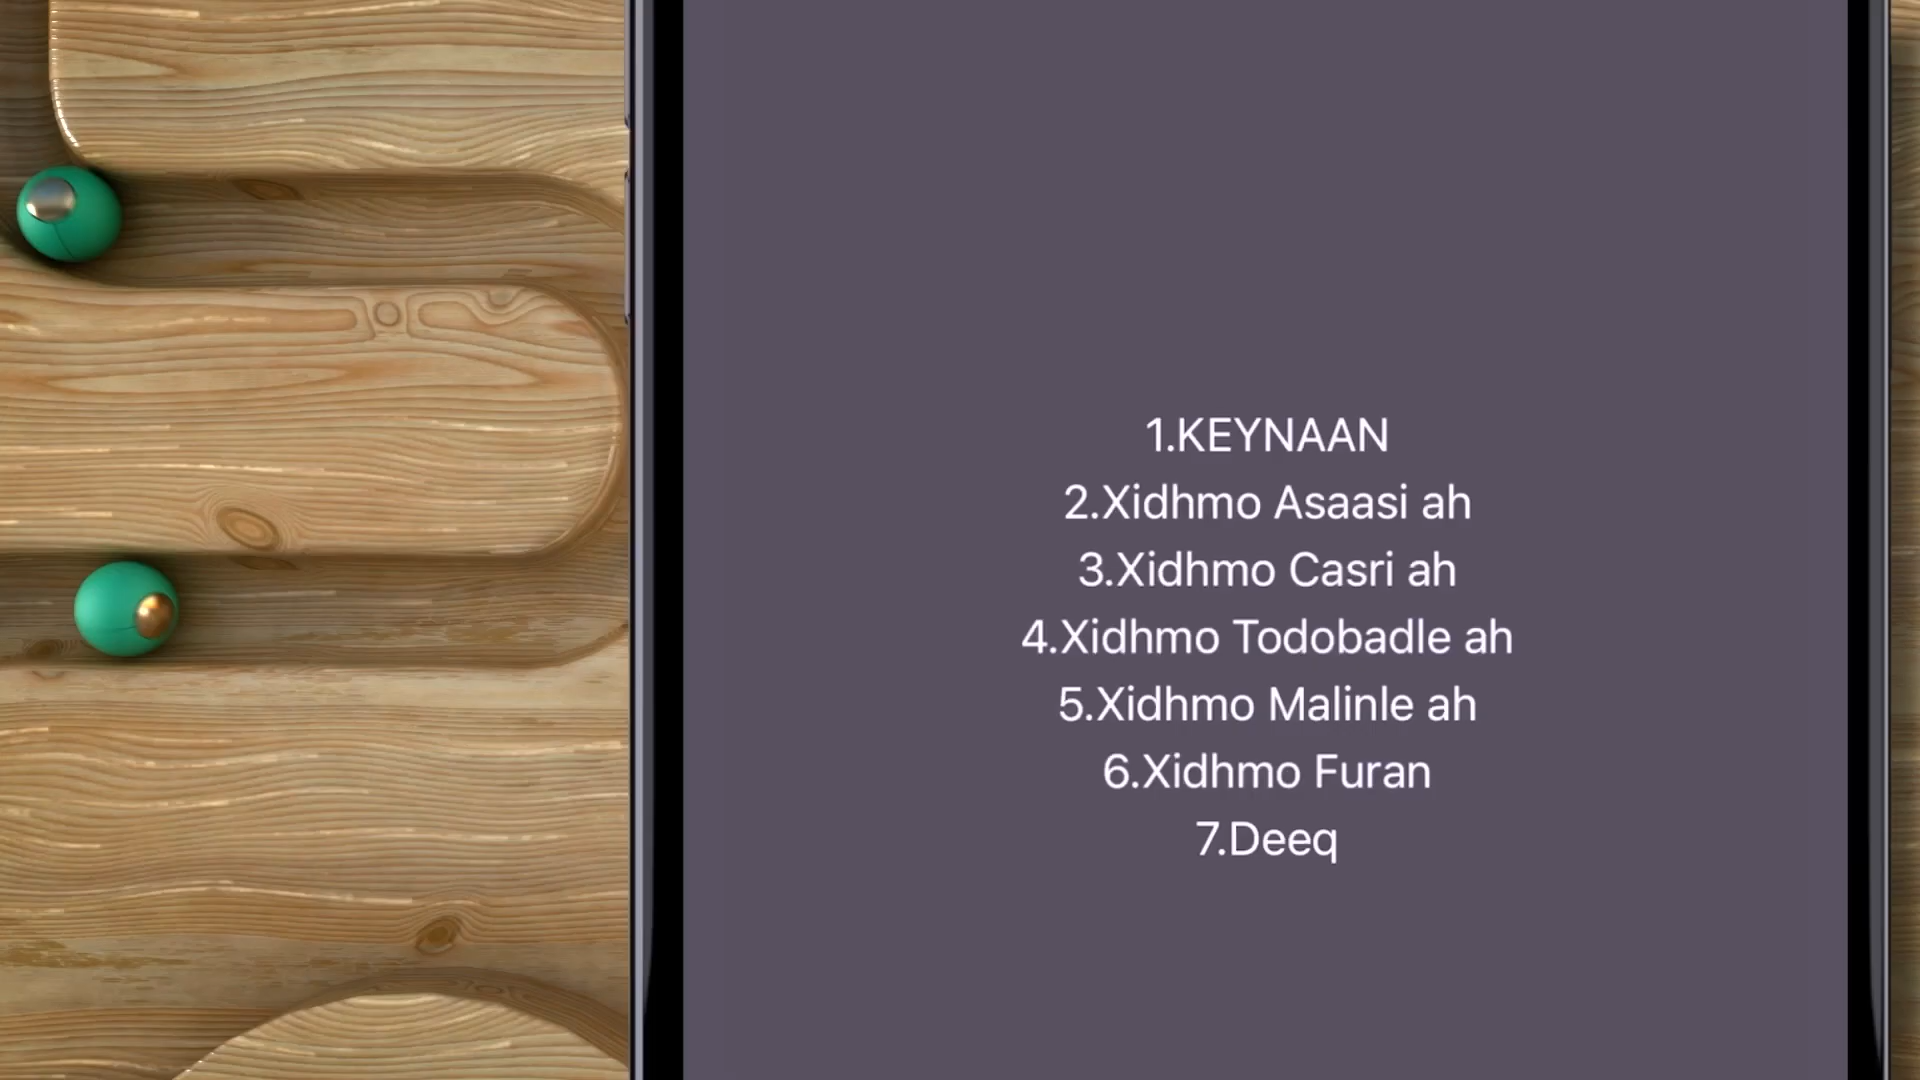 1.KEYNAAN
2.Xidhmo Asaasi ah
3.Xidhmo Casri ah
4.Xidhmo Todobadle ah
5.Xidhmo Malinle ah
6.Xidhmo Furan
7.Deeq